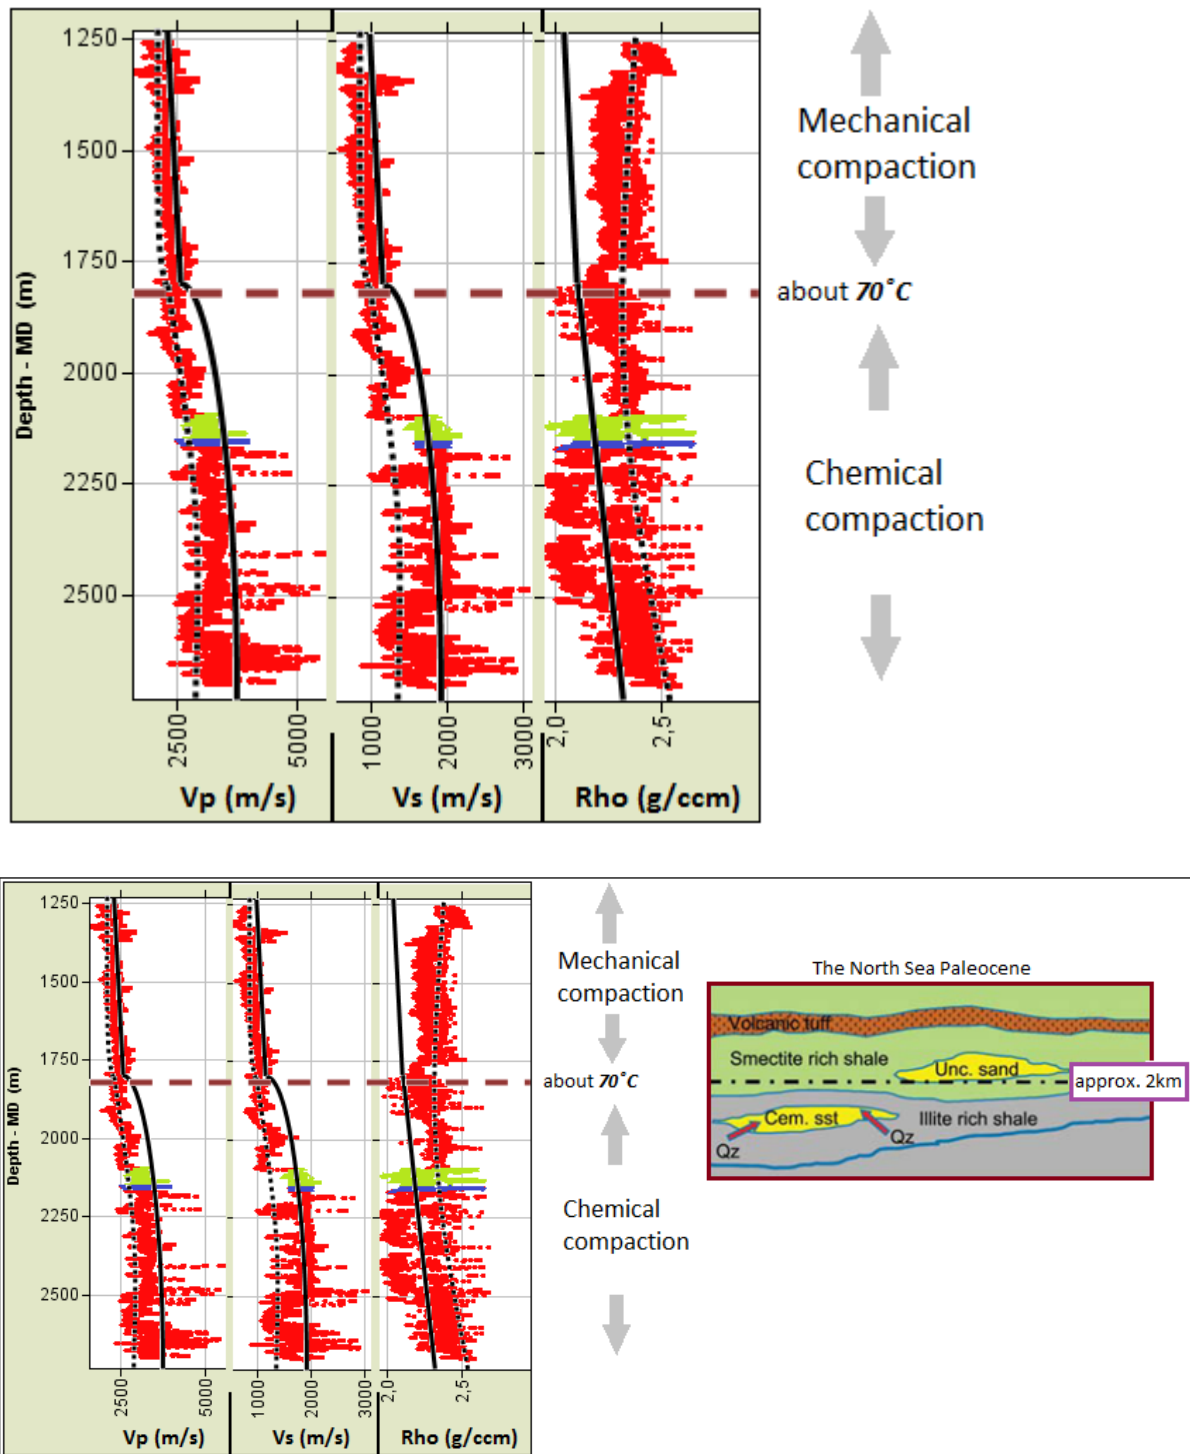 1250
1500
1750
2000
2250
2500
Depth - MD (m)
2500
5000
1000
2000
3000
2,0
2,5
Vp (m/s)
Vs (m/s)
Rho (g/ccm)
Mechanical
compaction
about 70°C
Chemical
compaction
1250
1500
1750
2000
2250
2500
Depth - MD (m)
2500
5000
1000
2000
3000
2,0
2,5
Vp (m/s)
Vs (m/s)
Rho (g/ccm)
Mechanical
compaction
about 70°C
Chemical
compaction
The North Sea Paleocene
Volcanic tuff
Smectite rich shale
Unc. sand
approx. 2km
Cem. sst
Illite rich shale
Qz
Qz